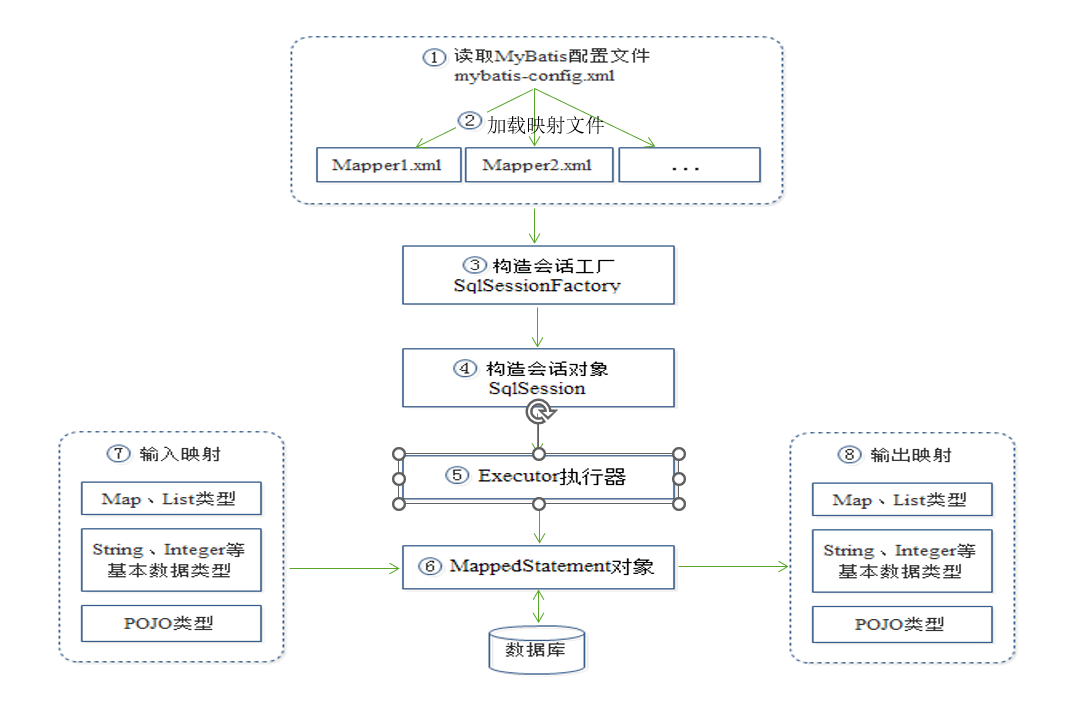 ① 读取MyBatis配置文件
mybatis-config.xml
② 加载映射文件
Mapper1.xml
Mapper2.xml
...
③ 构造会话工厂
SqlSessionFactory
④ 构造会话对象
SqlSession
⑦ 输入映射
Map、List类型
String、Integer等
基本数据类型
POJO类型
⑤ Executor执行器
⑥ MappedStatement对象
数据库
⑧ 输出映射
Map、List类型
String、Integer等
基本数据类型
POJO类型